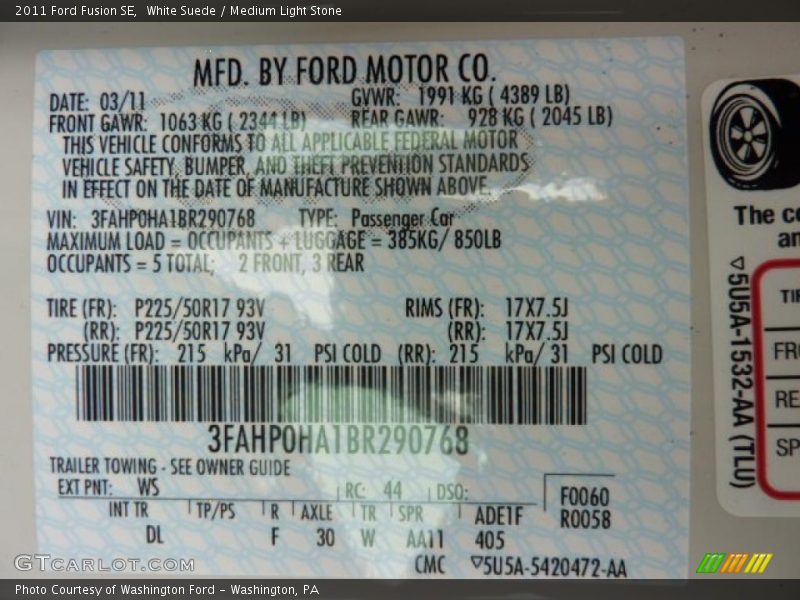 2011 Ford Fusion SE, White Suede / Medium Light Stone
MFD. BY FORD MOTOR CO.
DATE: 03/11 GVWR: 1991 KG ( 4389 LB)
FRONT GAWR: 1063 KG ( 2344 LB) REAR GAWR: 928 KG ( 2045 LB)
THIS VEHICLE CONFORMS TO ALL APPLICABLE FEDERAL MOTOR
VEHICLE SAFETY, BUMPER, AND THEFT PREVENTION STANDARDS
IN EFFECT ON THE DATE OF MANUFACTURE SHOWN ABOVE.
VIN: 3FAHP0HA1BR290768 TYPE: Passenger Car
MAXIMUM LOAD = OCCUPANTS + LUGGAGE = 385KG/ 850LB
OCCUPANTS = 5 TOTAL; 2 FRONT, 3 REAR
TIRE (FR): P225/50R17 93V RIMS (FR): 17X7.5J
(RR): P225/50R17 93V (RR): 17X7.5J
PRESSURE (FR): 215 kPa/ 31 PSI COLD (RR): 215 kPa/ 31 PSI COLD
3FAHP0HA1BR290768
TRAILER TOWING - SEE OWNER GUIDE
EXT PNT: WS RC: 44 DSO: F0060
INT TR TP/PS R AXLE TR SPR ADE1F R0058
DL F 30 W AA11 405
CMC ▽5U5A-5420472-AA
The co
an
▽5U5A-1532-AA (TLU)
TI
FRO
RE
SP
GTCARLOT.COM
Photo Courtesy of Washington Ford - Washington, PA